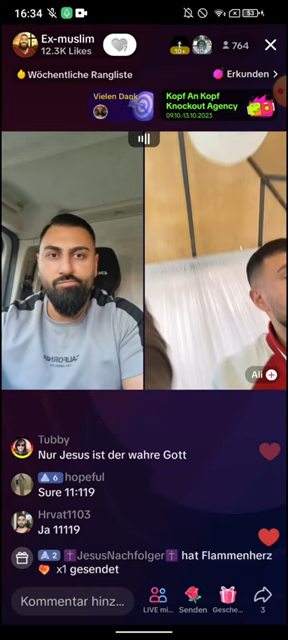 16:34
Ex-muslim
12.3K Likes
10+
764
Wöchentliche Rangliste
Erkunden
Vielen Dank
Kopf An Kopf
Knockout Agency
09.10-13.10.2023
Ali
Tubby
Nur Jesus ist der wahre Gott
6 hopeful
Sure 11:119
Hrvat1103
Ja 11119
2 JesusNachfolger hat Flammenherz
x1 gesendet
Kommentar hinz...
LIVE mi...
Senden
Gesche...
3